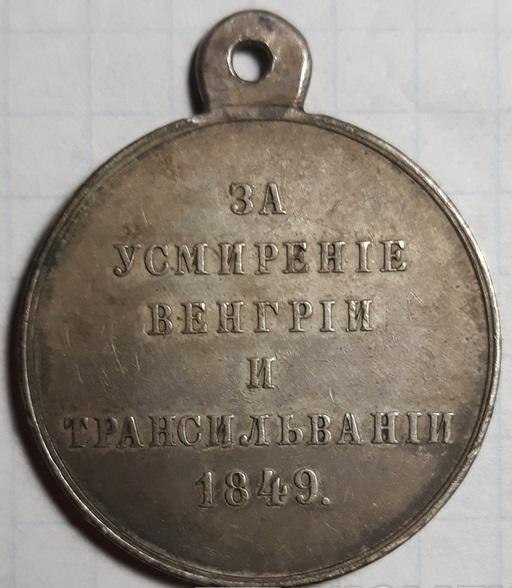 ЗА
УСМИРЕНІЕ
ВЕНГРІИ
И
ТРАНСИЛЬВАНІИ
1849.